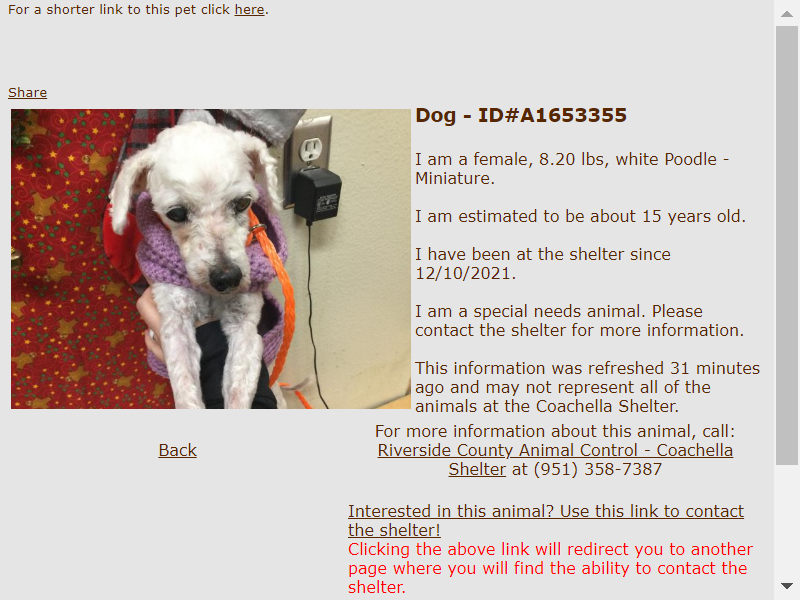 For a shorter link to this pet click here.
Share
Dog - ID#A1653355
I am a female, 8.20 lbs, white Poodle -
Miniature.
I am estimated to be about 15 years old.
I have been at the shelter since
12/10/2021.
I am a special needs animal. Please
contact the shelter for more information.
This information was refreshed 31 minutes
ago and may not represent all of the
animals at the Coachella Shelter.
Back
For more information about this animal, call:
Riverside County Animal Control - Coachella
Shelter at (951) 358-7387
Interested in this animal? Use this link to contact
the shelter!
Clicking the above link will redirect you to another
page where you will find the ability to contact the
shelter.